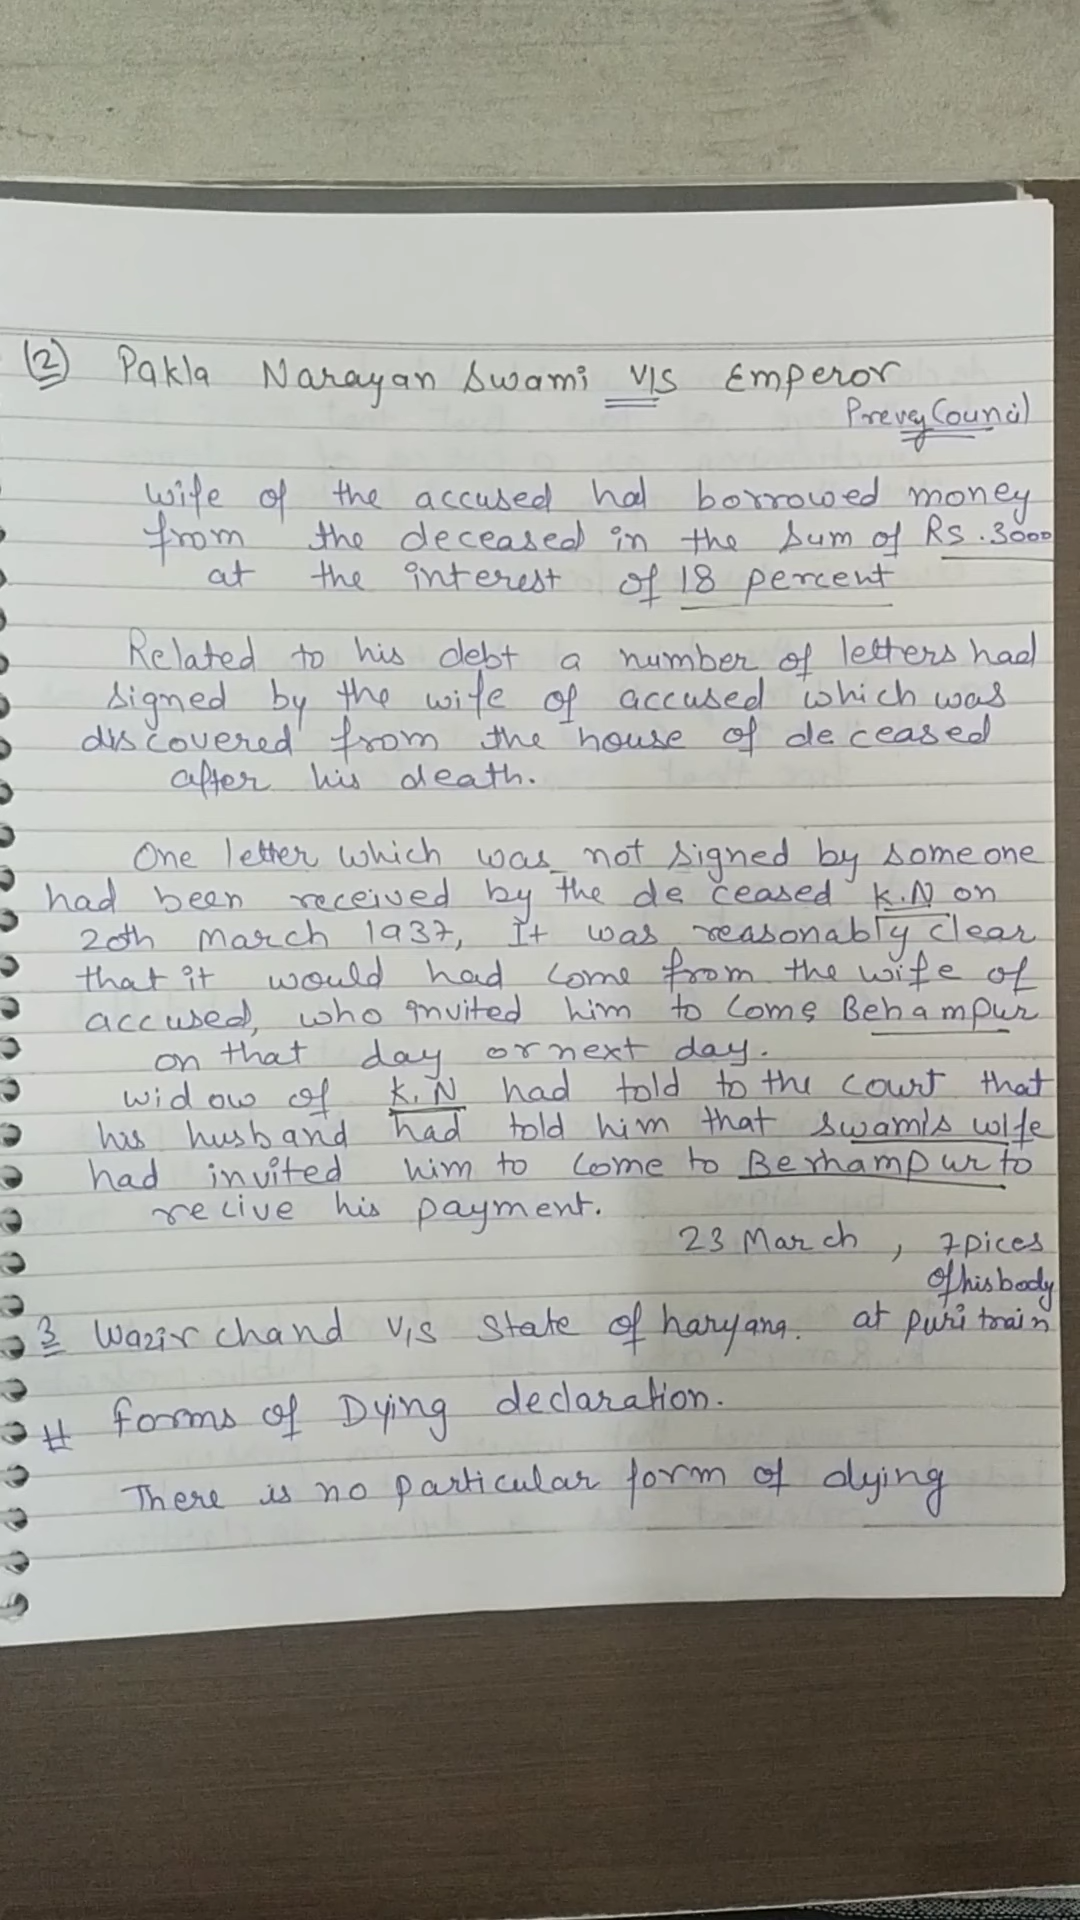 (2) Pakla Narayan Swami V/S Emperor
Prevey Council
wife of the accused had borrowed money
from the deceased in the sum of RS. 3000
at the interest of 18 percent
Related to his debt a number of letters had
signed by the wife of accused which was
discovered from the house of deceased
after his death.
One letter which was not signed by someone
had been received by the deceased K.N on
20th March 1937, It was reasonably clear
that it would had come from the wife of
accused, who invited him to come Behampur
on that day or next day.
widow of K.N had told to the court that
his husband had told him that swami's wife
had invited him to come to Berhampur to
recive his payment.
23 March , 7 pices
of his body
at puri train
3 Wazir chand V/S State of haryana.
# forms of Dying declaration.
There is no particular form of dying